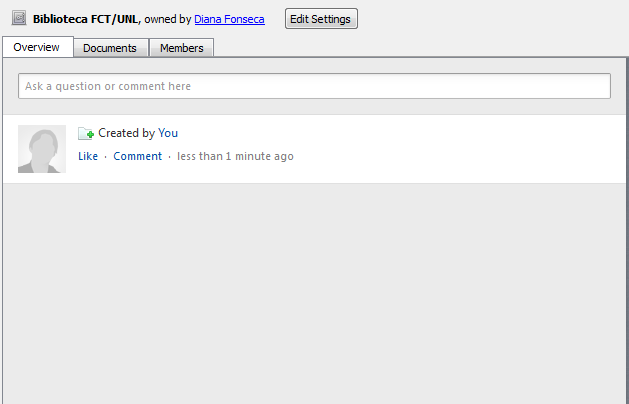 Biblioteca FCT/UNL, owned by Diana Fonseca Edit Settings
Overview Documents Members
Ask a question or comment here
Created by You
Like · Comment · less than 1 minute ago